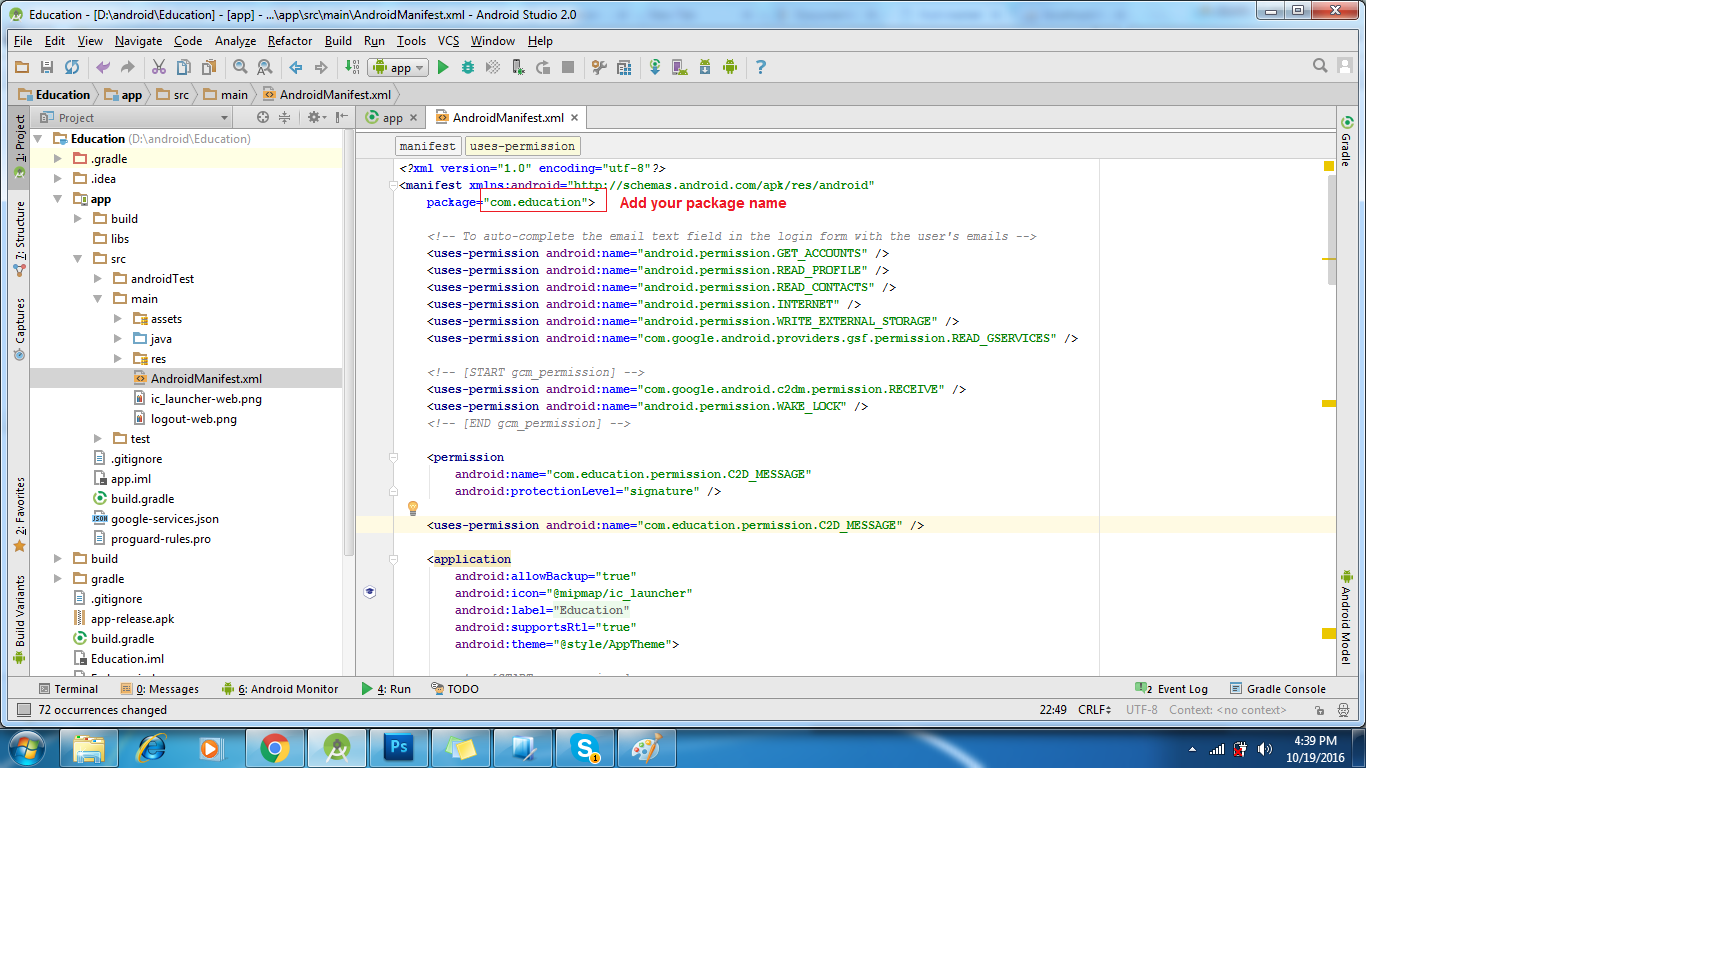 Education - [D:\android\Education] - [app] - ...\app\src\main\AndroidManifest.xml - Android Studio 2.0
File Edit View Navigate Code Analyze Refactor Build Run Tools VCS Window Help
app
Education app src main AndroidManifest.xml
1: Project
7: Structure
Captures
2: Favorites
Build Variants
Project
Education (D:\android\Education)
.gradle
.idea
app
build
libs
src
androidTest
main
assets
java
res
AndroidManifest.xml
ic_launcher-web.png
logout-web.png
test
.gitignore
app.iml
build.gradle
google-services.json
proguard-rules.pro
build
gradle
.gitignore
app-release.apk
build.gradle
Education.iml
app AndroidManifest.xml
manifest uses-permission
<?xml version="1.0" encoding="utf-8"?>
<manifest xmlns:android="http://schemas.android.com/apk/res/android"
package="com.education"> Add your package name
<!-- To auto-complete the email text field in the login form with the user's emails -->
<uses-permission android:name="android.permission.GET_ACCOUNTS" />
<uses-permission android:name="android.permission.READ_PROFILE" />
<uses-permission android:name="android.permission.READ_CONTACTS" />
<uses-permission android:name="android.permission.INTERNET" />
<uses-permission android:name="android.permission.WRITE_EXTERNAL_STORAGE" />
<uses-permission android:name="com.google.android.providers.gsf.permission.READ_GSERVICES" />
<!-- [START gcm_permission] -->
<uses-permission android:name="com.google.android.c2dm.permission.RECEIVE" />
<uses-permission android:name="android.permission.WAKE_LOCK" />
<!-- [END gcm_permission] -->
<permission
android:name="com.education.permission.C2D_MESSAGE"
android:protectionLevel="signature" />
<uses-permission android:name="com.education.permission.C2D_MESSAGE" />
<application
android:allowBackup="true"
android:icon="@mipmap/ic_launcher"
android:label="Education"
android:supportsRtl="true"
android:theme="@style/AppTheme">
Gradle
Android Model
Terminal 0: Messages 6: Android Monitor 4: Run TODO 2 Event Log Gradle Console
72 occurrences changed 22:49 CRLF UTF-8 Context: <no context>
Ps
S 1
4:39 PM
10/19/2016